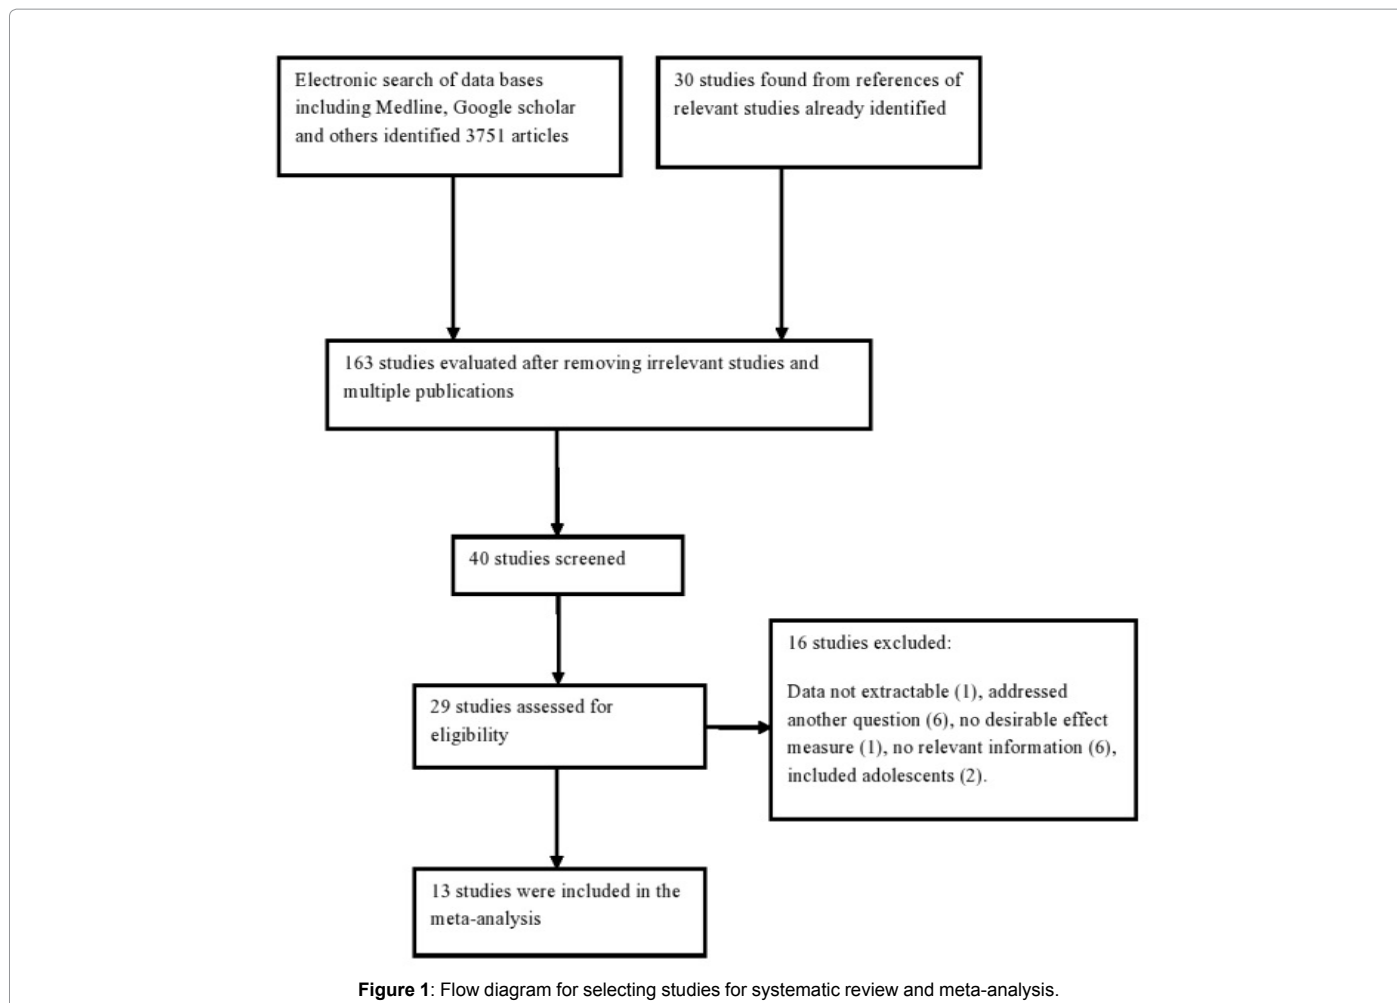 Electronic search of data bases
including Medline, Google scholar
and others identified 3751 articles
30 studies found from references of
relevant studies already identified
163 studies evaluated after removing irrelevant studies and
multiple publications
40 studies screened
29 studies assessed for
eligibility
16 studies excluded:
Data not extractable (1), addressed
another question (6), no desirable effect
measure (1), no relevant information (6),
included adolescents (2).
13 studies were included in the
meta-analysis
Figure 1: Flow diagram for selecting studies for systematic review and meta-analysis.